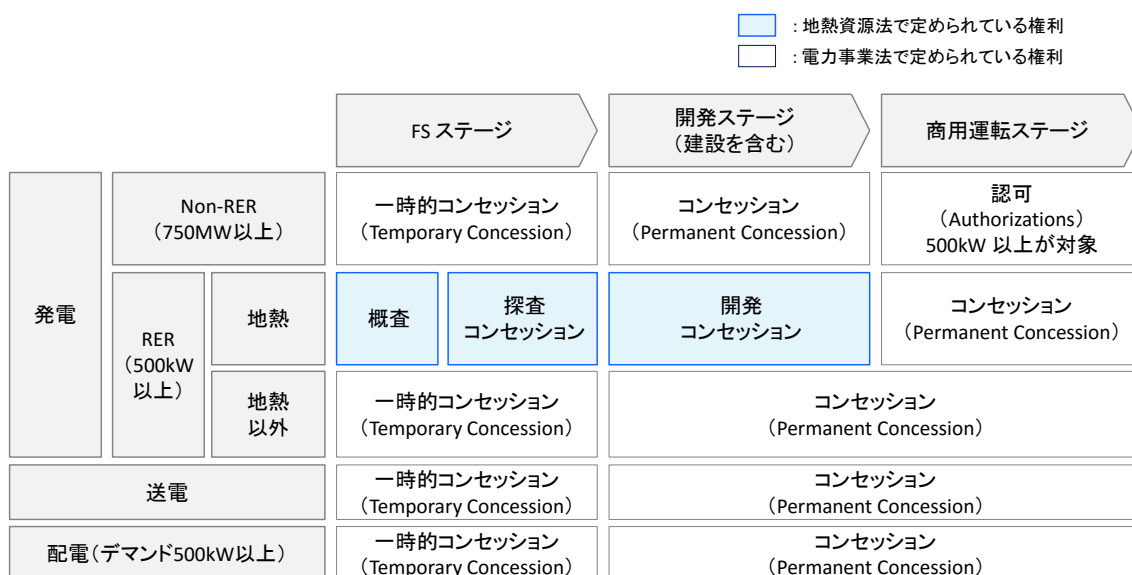 ：地熱資源法で定められている権利
：電力事業法で定められている権利
FS ステージ
開発ステージ
（建設を含む）
商用運転ステージ
発電
Non-RER
（750MW以上）
一時的コンセッション
（Temporary Concession）
コンセッション
（Permanent Concession）
認可
（Authorizations）
500kW 以上が対象
RER
（500kW
以上）
地熱
概査
探査
コンセッション
開発
コンセッション
コンセッション
（Permanent Concession）
地熱
以外
一時的コンセッション
（Temporary Concession）
コンセッション
（Permanent Concession）
送電
一時的コンセッション
（Temporary Concession）
コンセッション
（Permanent Concession）
配電（デマンド500kW以上）
一時的コンセッション
（Temporary Concession）
コンセッション
（Permanent Concession）